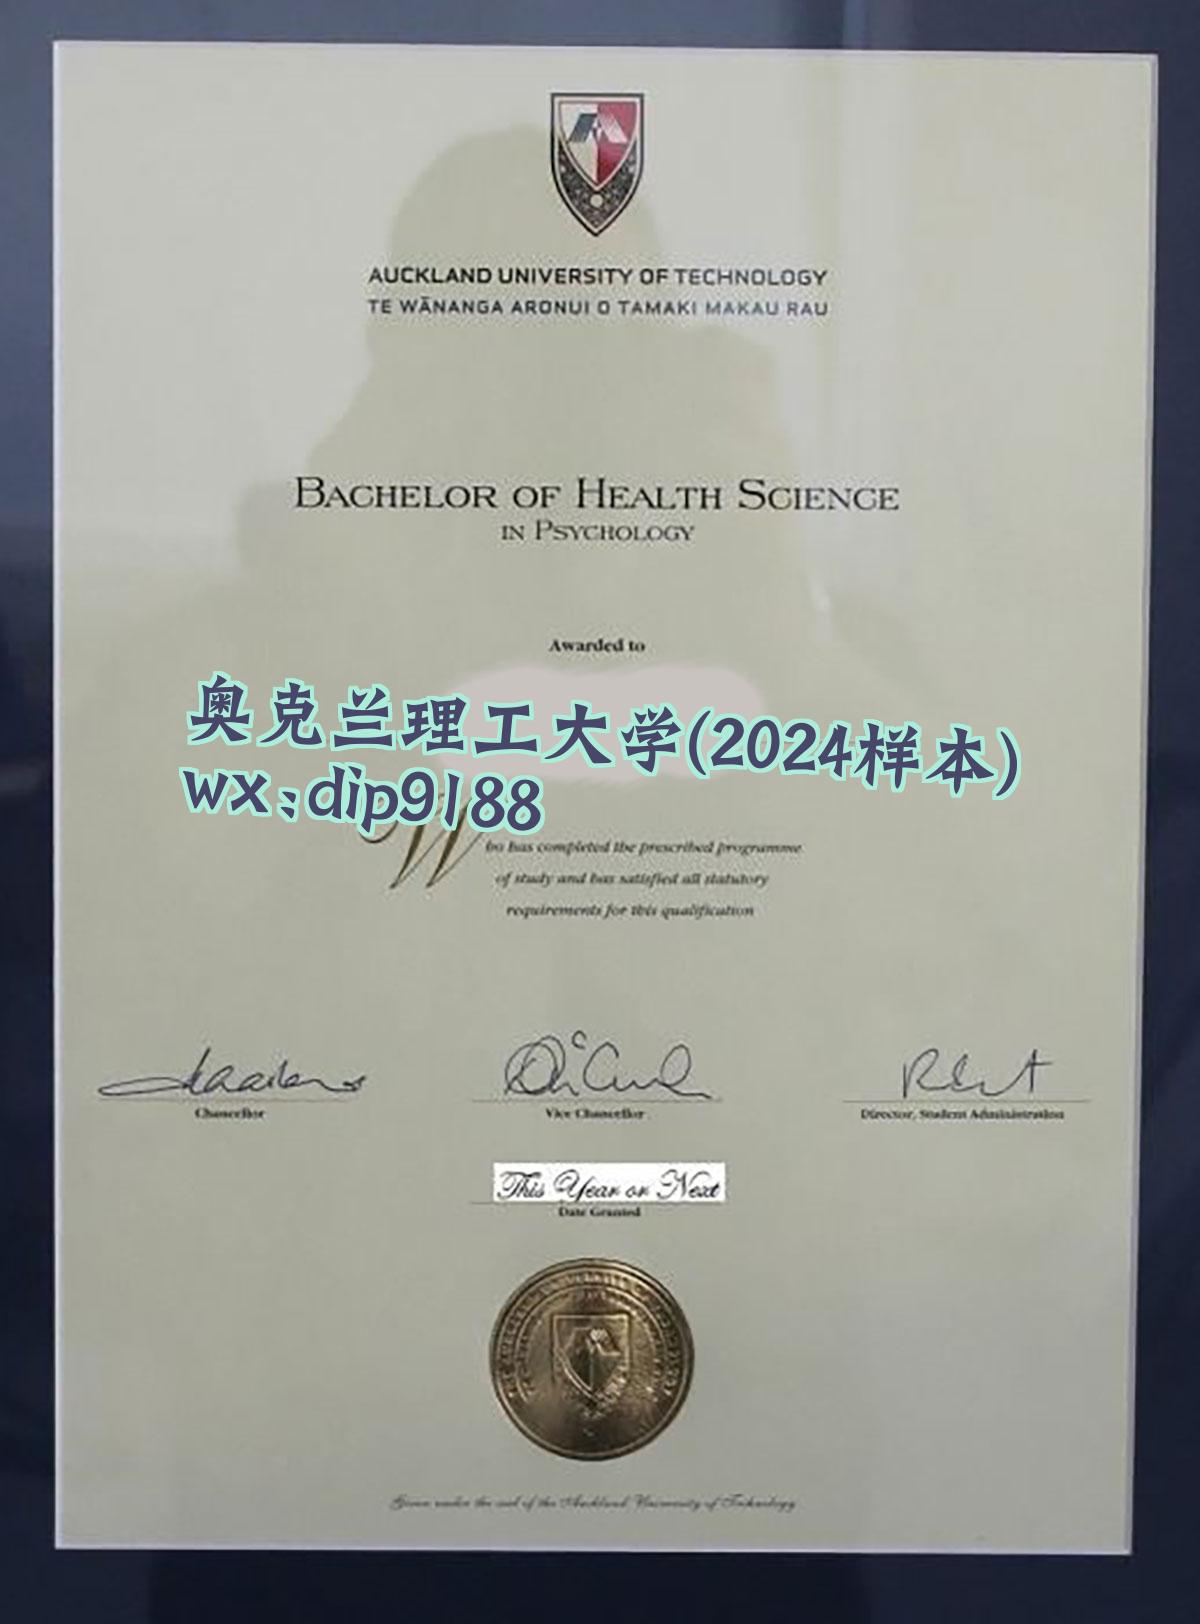 AUCKLAND UNIVERSITY OF TECHNOLOGY
TE WĀNANGA ARONUI O TAMAKI MAKAU RAU
BACHELOR OF HEALTH SCIENCE
IN PSYCHOLOGY
Awarded to
奥克兰理工大学(2024样本)
wx:dip9188
Who has completed the prescribed programme
of study and has satisfied all statutory
requirements for this qualification
Chancellor
Vice Chancellor
Director, Student Administration
This Year or Next
Date Granted
Given under the seal of the Auckland University of Technology